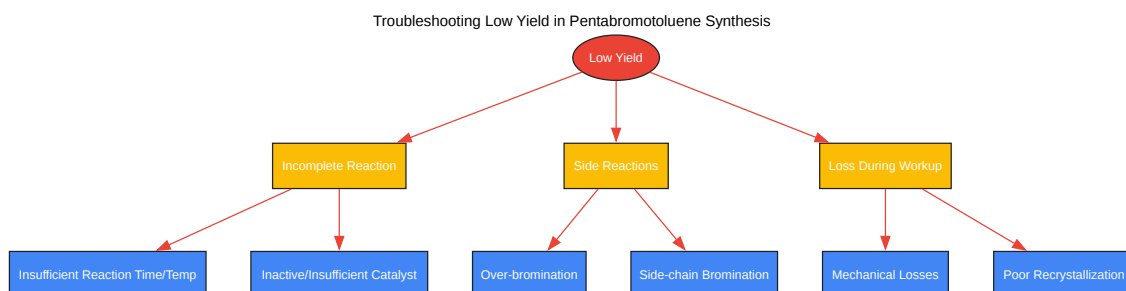 Troubleshooting Low Yield in Pentabromotoluene Synthesis
Low Yield
Incomplete Reaction
Side Reactions
Loss During Workup
Insufficient Reaction Time/Temp
Inactive/Insufficient Catalyst
Over-bromination
Side-chain Bromination
Mechanical Losses
Poor Recrystallization